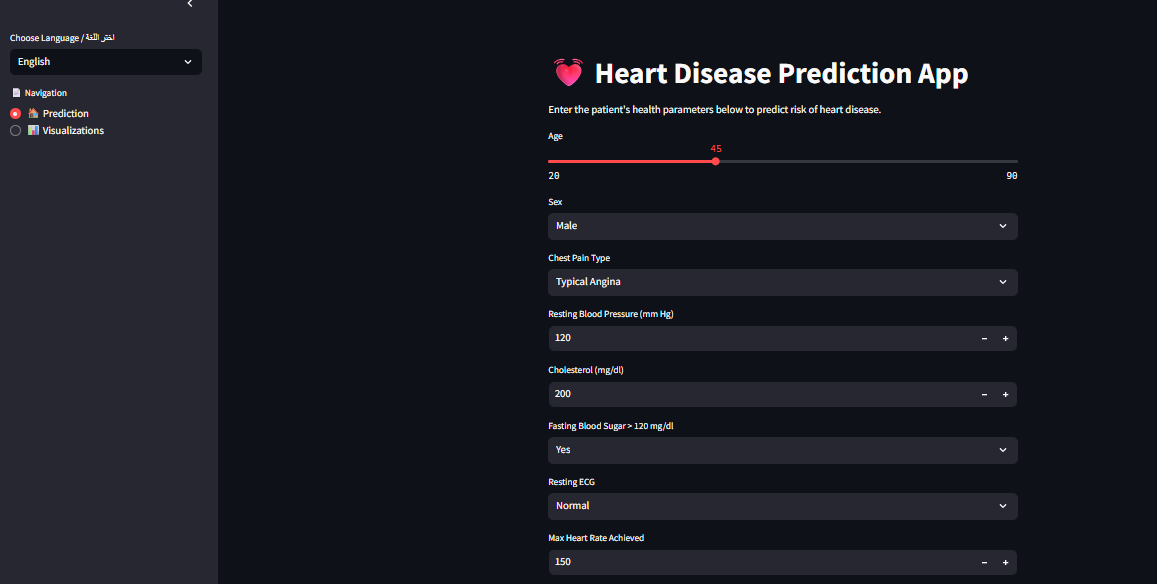 Choose Language / اختر اللغة
English
Navigation
Prediction
Visualizations
Heart Disease Prediction App
Enter the patient's health parameters below to predict risk of heart disease.
Age
45
20 90
Sex
Male
Chest Pain Type
Typical Angina
Resting Blood Pressure (mm Hg)
120
Cholesterol (mg/dl)
200
Fasting Blood Sugar > 120 mg/dl
Yes
Resting ECG
Normal
Max Heart Rate Achieved
150